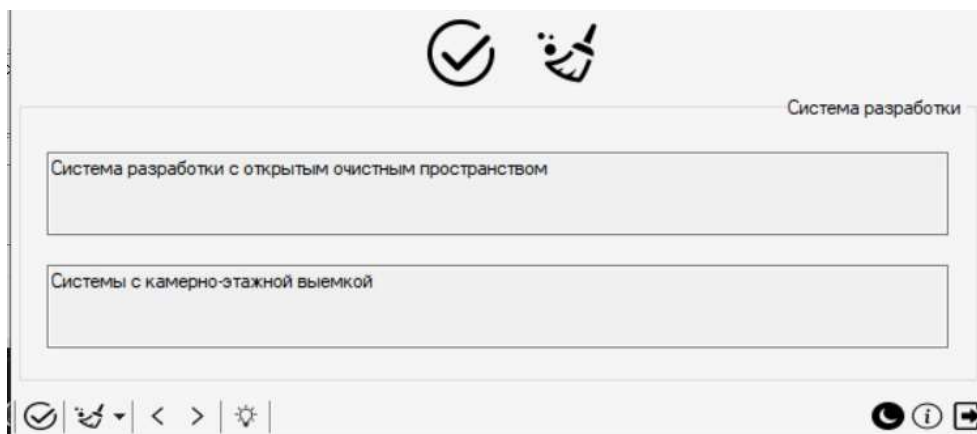 Система разработки
Система разработки с открытым очистным пространством
Системы с камерно-этажной выемкой